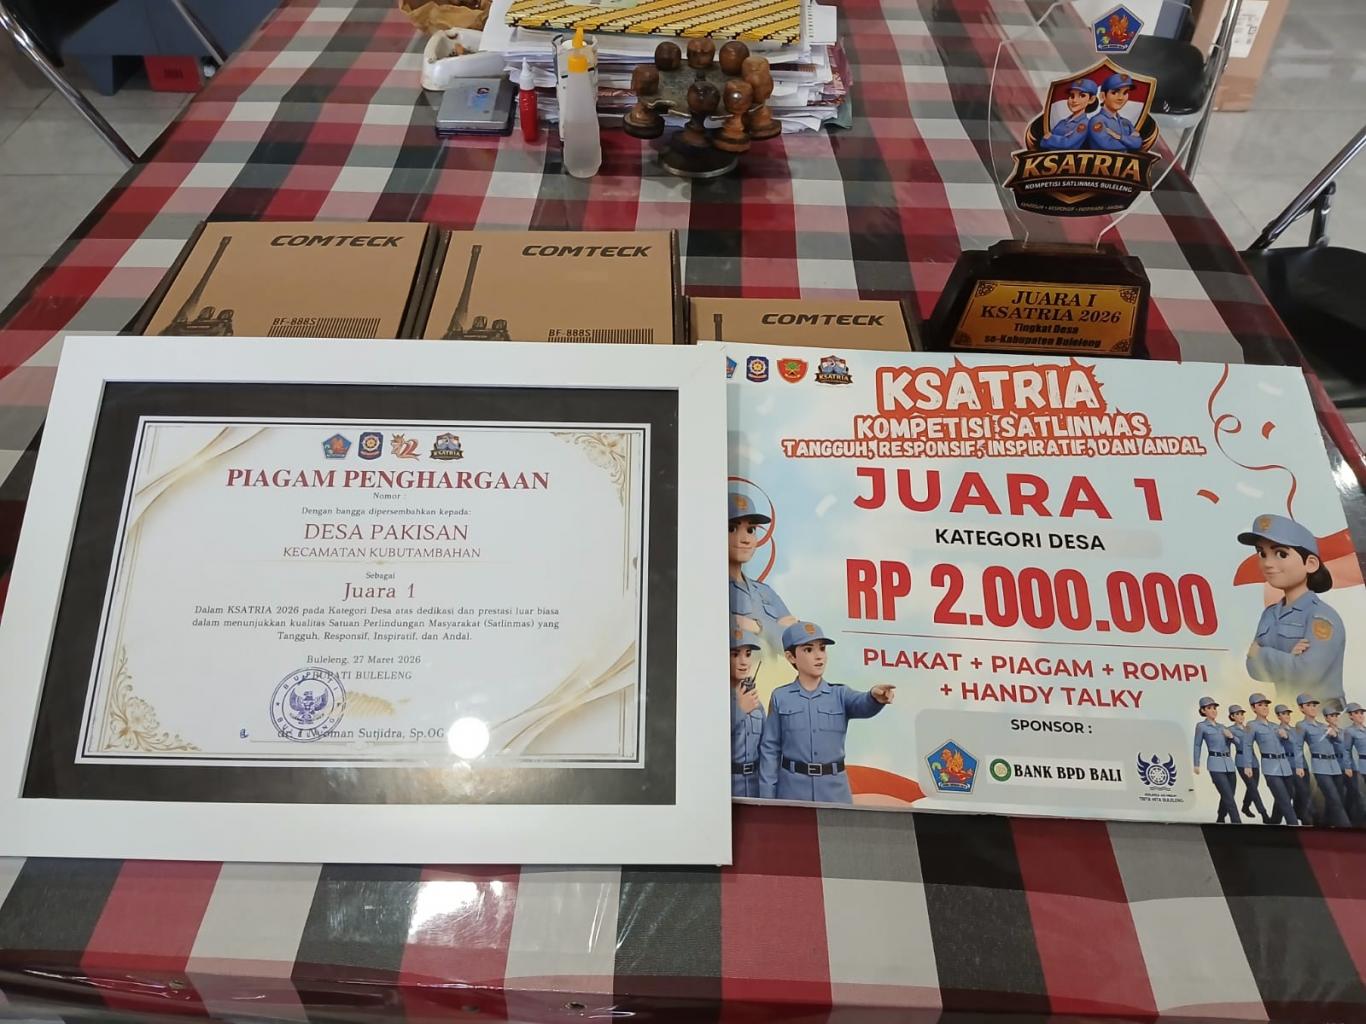 KSATRIA
KOMPETISI SATLINMAS BULELENG
JUARA I
KSATRIA 2026
Tingkat Desa
se-Kabupaten Buleleng
COMTECK
BF-888S
COMTECK
BF-888S
COMTECK
PIAGAM PENGHARGAAN
Nomor :
Dengan bangga dipersembahkan kepada:
DESA PAKISAN
KECAMATAN KUBUTAMBAHAN
Sebagai
Juara 1
Dalam KSATRIA 2026 pada Kategori Desa atas dedikasi dan prestasi luar biasa
dalam menunjukkan kualitas Satuan Perlindungan Masyarakat (Satlinmas) yang
Tangguh, Responsif, Inspiratif, dan Andal.
Buleleng, 27 Maret 2026
BUPATI BULELENG
Sutjidra, Sp.OG
KSATRIA
KOMPETISI SATLINMAS
TANGGUH, RESPONSIF, INSPIRATIF, DAN ANDAL
JUARA 1
KATEGORI DESA
RP 2.000.000
PLAKAT + PIAGAM + ROMPI
+ HANDY TALKY
SPONSOR :
BANK BPD BALI